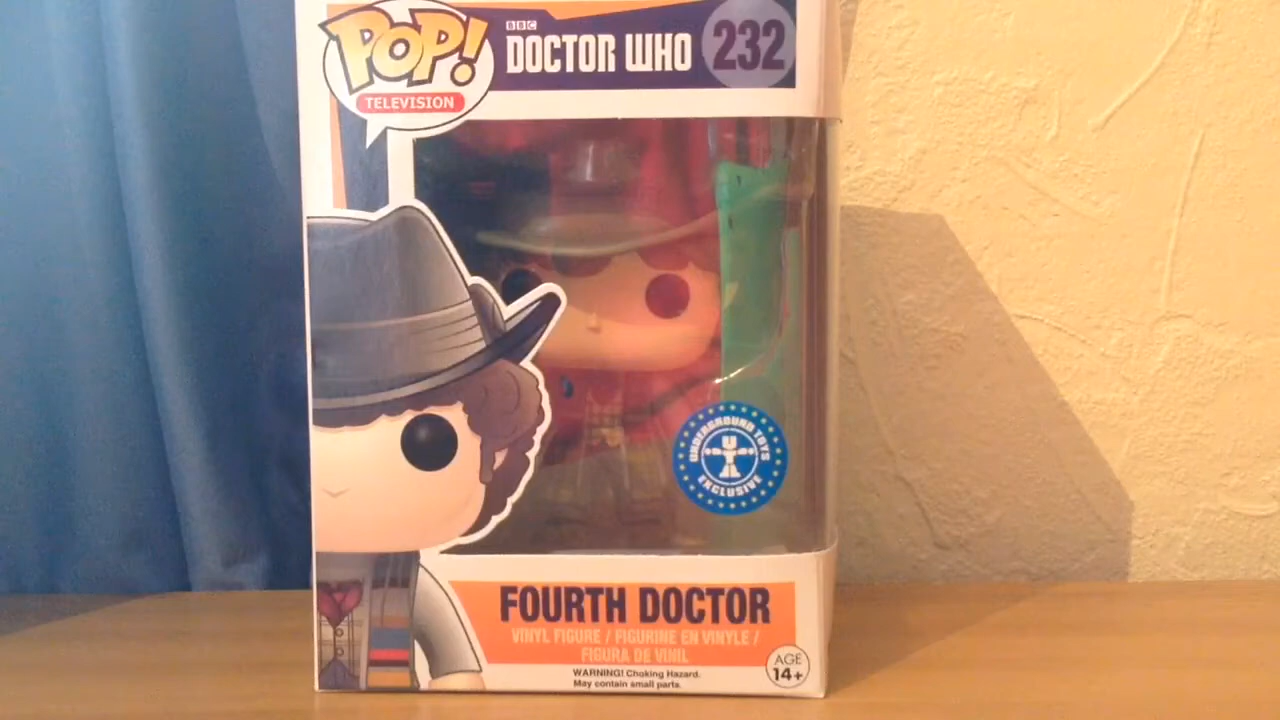 POP!
TELEVISION
BBC
DOCTOR WHO
232
UNDERGROUND TOYS
U
EXCLUSIVE
FOURTH DOCTOR
VINYL FIGURE / FIGURINE EN VINYLE /
FIGURA DE VINIL
WARNING! Choking Hazard.
May contain small parts.
AGE
14+